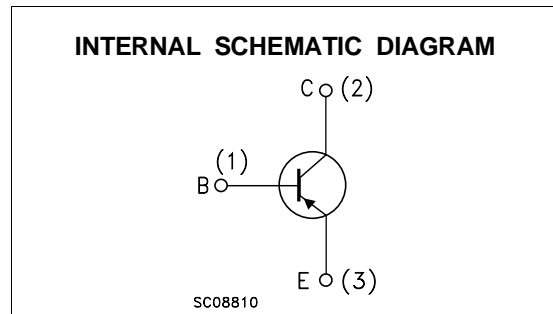 INTERNAL SCHEMATIC DIAGRAM
C (2)
(1)
B
E (3)
SC08810